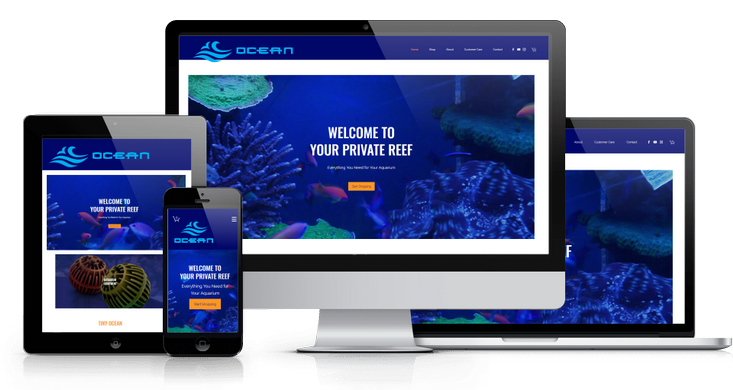 OCEAN
Home Shop About Customer Care Contact
WELCOME TO
YOUR PRIVATE REEF
Everything You Need for Your Aquarium
Start Shopping
OCEAN
WELCOME TO
YOUR PRIVATE REEF
TINY OCEAN
OCEAN
WELCOME TO
YOUR PRIVATE REEF
Everything You Need for
Your Aquarium
Start Shopping
About Customer Care Contact